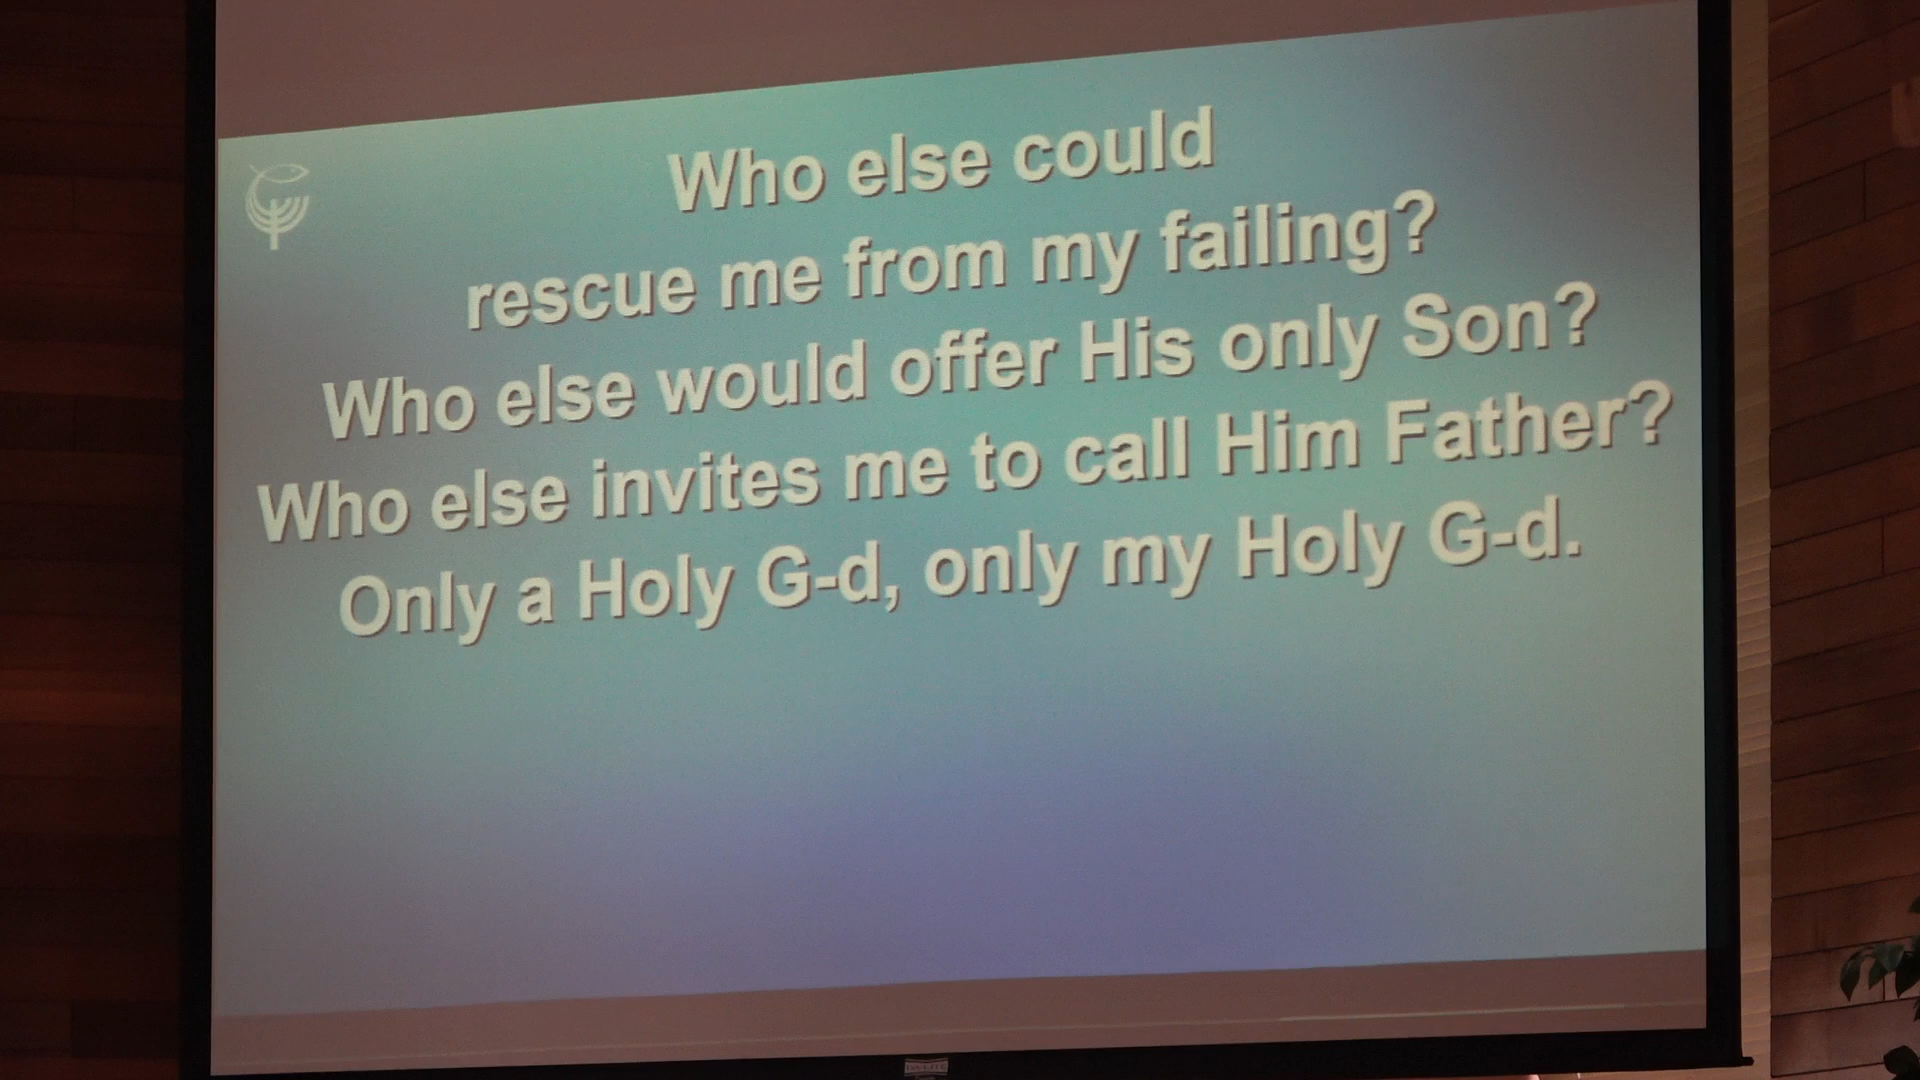 Who else could
rescue me from my failing?
Who else would offer His only Son?
Who else invites me to call Him Father?
Only a Holy G-d, only my Holy G-d.